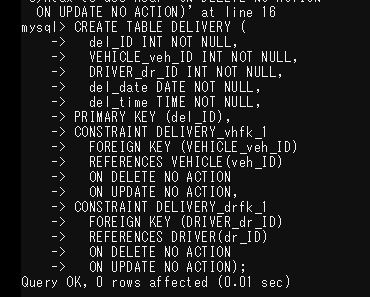 ON UPDATE NO ACTION)' at line 16
mysql> CREATE TABLE DELIVERY (
    -> del_ID INT NOT NULL,
    -> VEHICLE_veh_ID INT NOT NULL,
    -> DRIVER_dr_ID INT NOT NULL,
    -> del_date DATE NOT NULL,
    -> del_time TIME NOT NULL,
    -> PRIMARY KEY (del_ID),
    -> CONSTRAINT DELIVERY_vhfk_1
    -> FOREIGN KEY (VEHICLE_veh_ID)
    -> REFERENCES VEHICLE(veh_ID)
    -> ON DELETE NO ACTION
    -> ON UPDATE NO ACTION,
    -> CONSTRAINT DELIVERY_drfk_1
    -> FOREIGN KEY (DRIVER_dr_ID)
    -> REFERENCES DRIVER(dr_ID)
    -> ON DELETE NO ACTION
    -> ON UPDATE NO ACTION);
Query OK, 0 rows affected (0.01 sec)